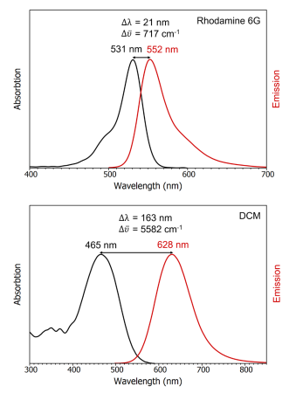 Δλ = 21 nm
Rhodamine 6G
Δῡ = 717 cm⁻¹
531 nm 552 nm
Absorbtion
Emission
400 500 600 700
Wavelength (nm)
Δλ = 163 nm
DCM
Δῡ = 5582 cm⁻¹
465 nm 628 nm
Absorbtion
Emission
300 400 500 600 700 800
Wavelength (nm)